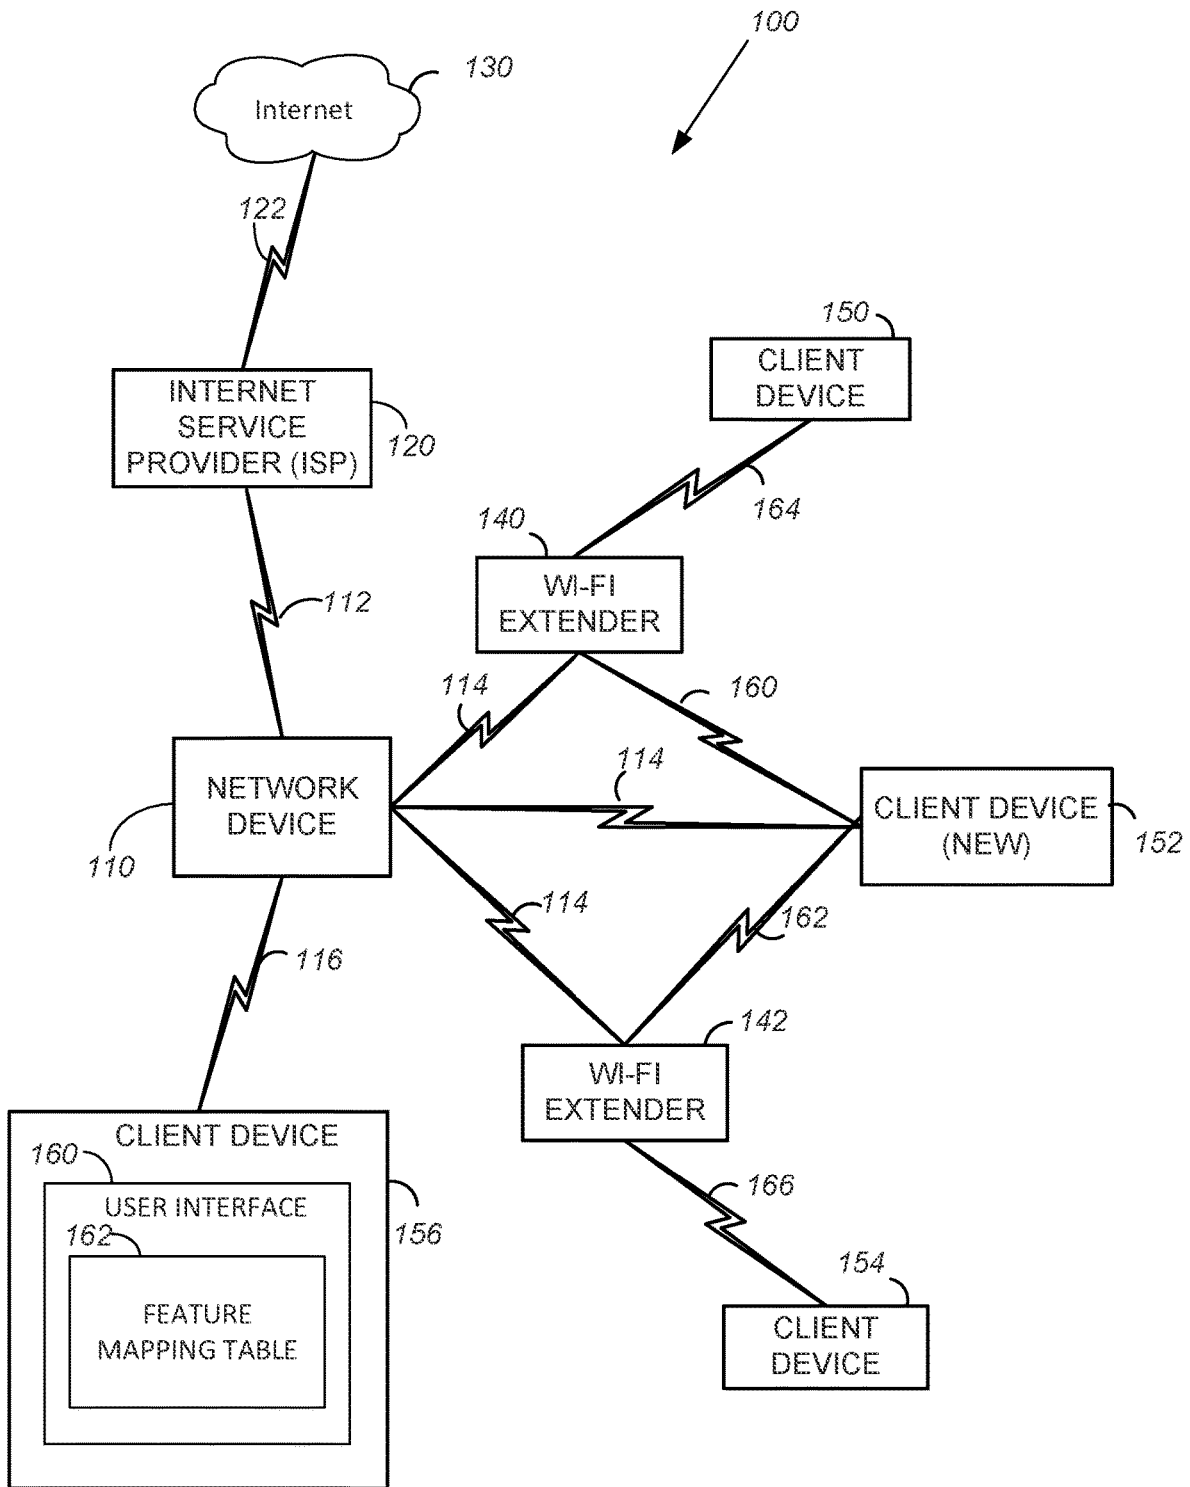 100
130
Internet
122
150
CLIENT
DEVICE
INTERNET
SERVICE
PROVIDER (ISP)
120
164
140
WI-FI
EXTENDER
112
114
160
114
NETWORK
DEVICE
CLIENT DEVICE
(NEW)
110
152
114
162
116
142
WI-FI
EXTENDER
CLIENT DEVICE
160
USER INTERFACE
166
156
162
154
FEATURE
MAPPING TABLE
CLIENT
DEVICE